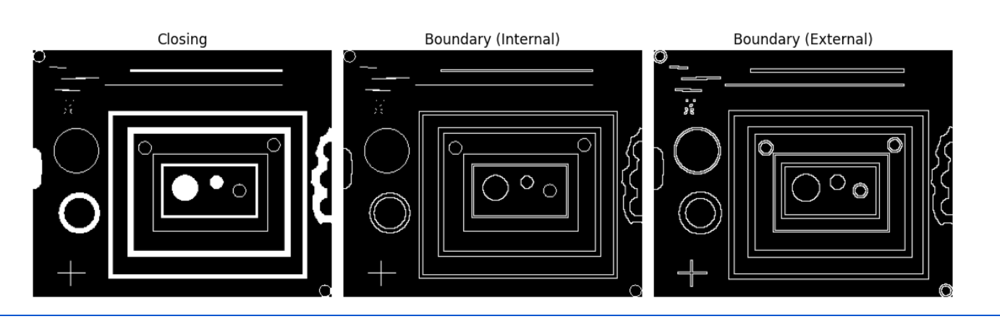 Closing
Boundary (Internal)
Boundary (External)